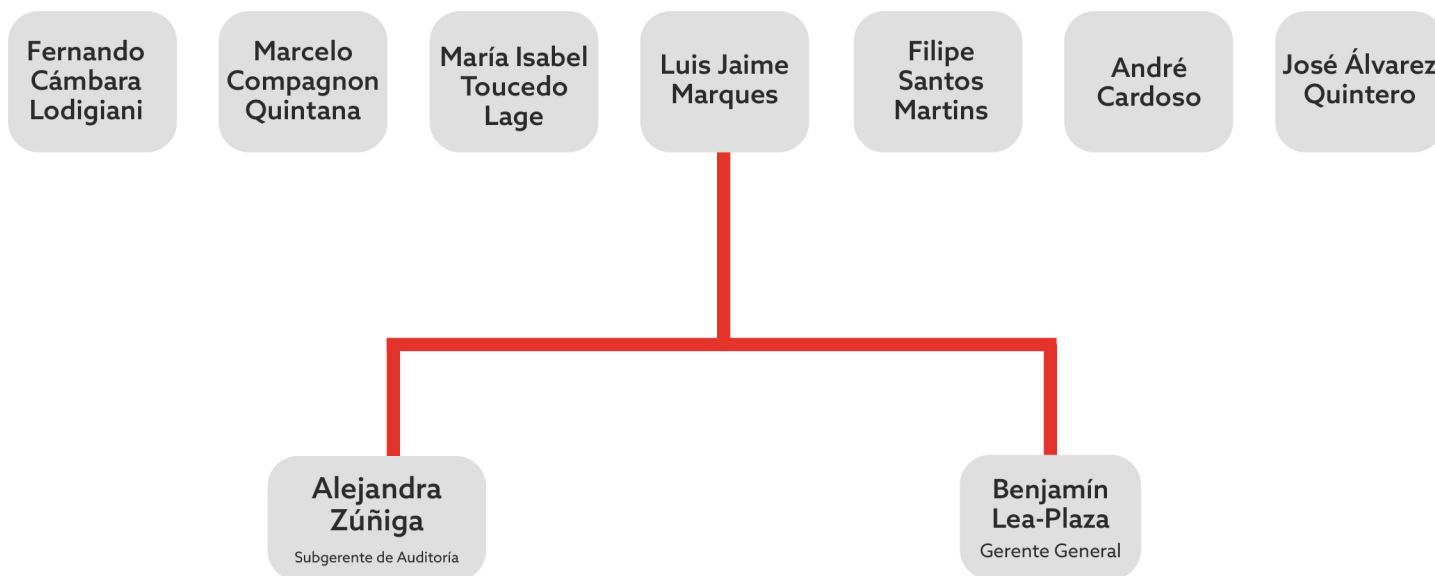 Fernando
Cámbara
Lodigiani
Marcelo
Compagnon
Quintana
María Isabel
Toucedo
Lage
Luis Jaime
Marques
Filipe
Santos
Martins
André
Cardoso
José Álvarez
Quintero
Alejandra
Zúñiga
Subgerente de Auditoría
Benjamín
Lea-Plaza
Gerente General